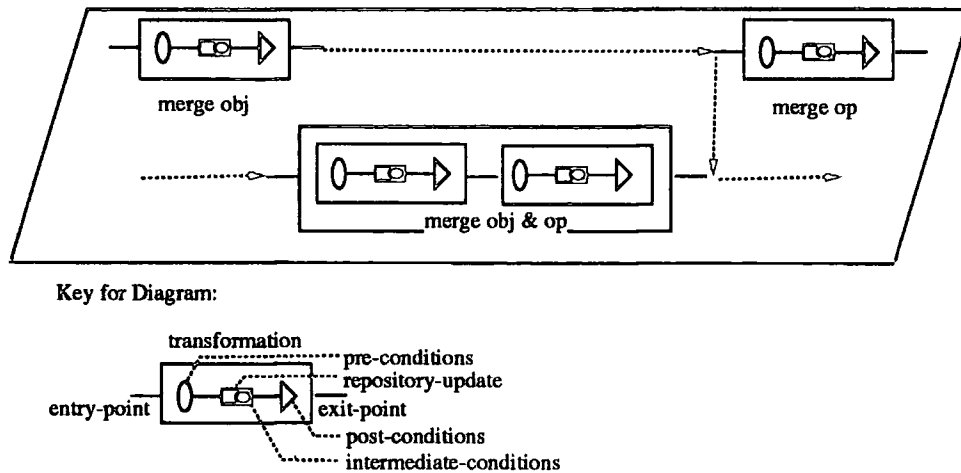 merge obj
merge op
merge obj & op
Key for Diagram:
transformation
pre-conditions
repository-update
entry-point
exit-point
post-conditions
intermediate-conditions